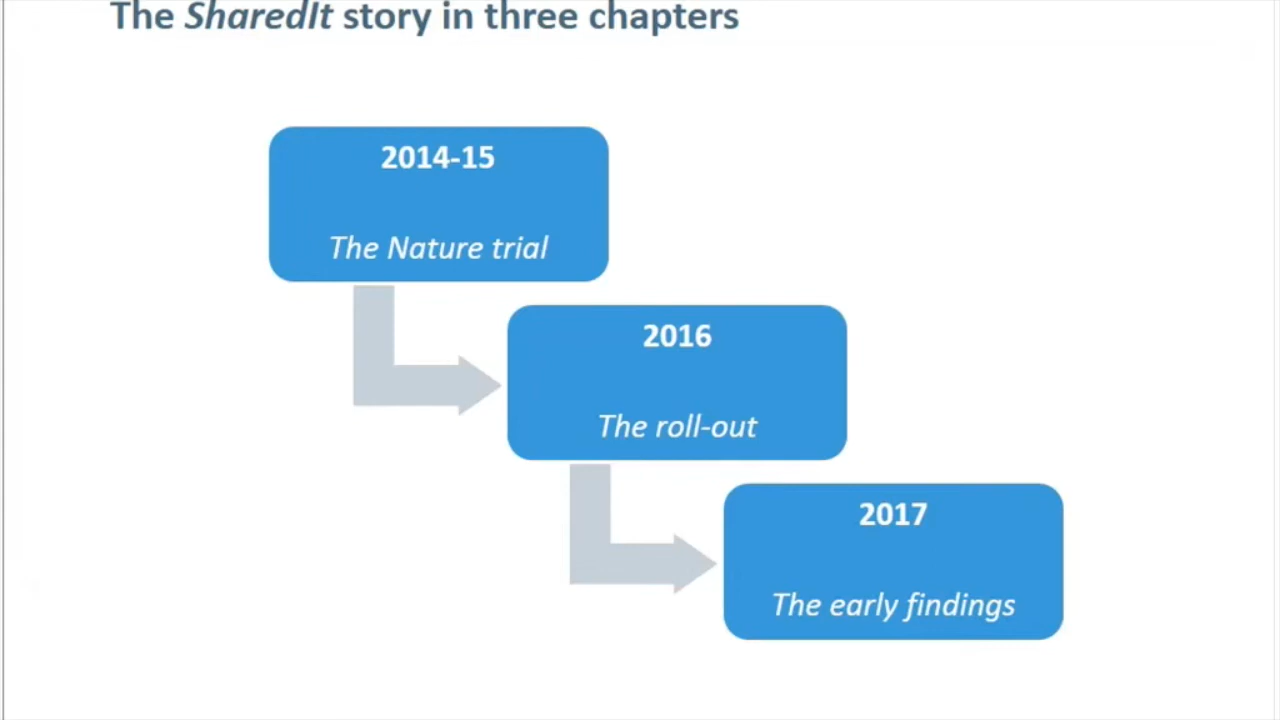 The SharedIt story in three chapters
2014-15
The Nature trial
2016
The roll-out
2017
The early findings